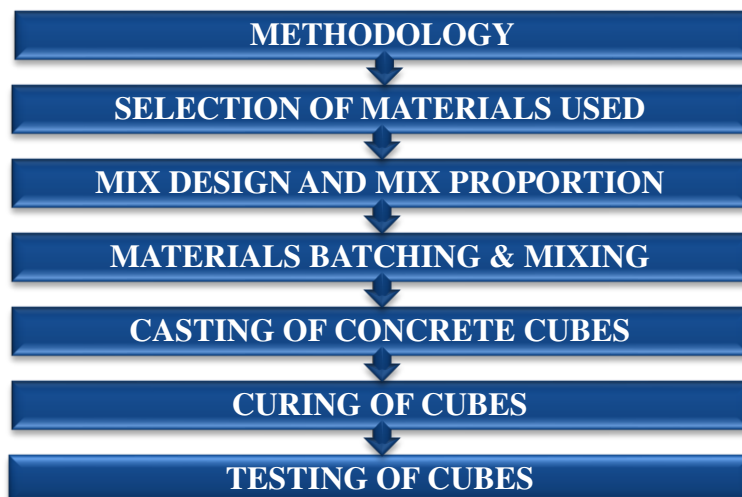 METHODOLOGY
SELECTION OF MATERIALS USED
MIX DESIGN AND MIX PROPORTION
MATERIALS BATCHING & MIXING
CASTING OF CONCRETE CUBES
CURING OF CUBES
TESTING OF CUBES